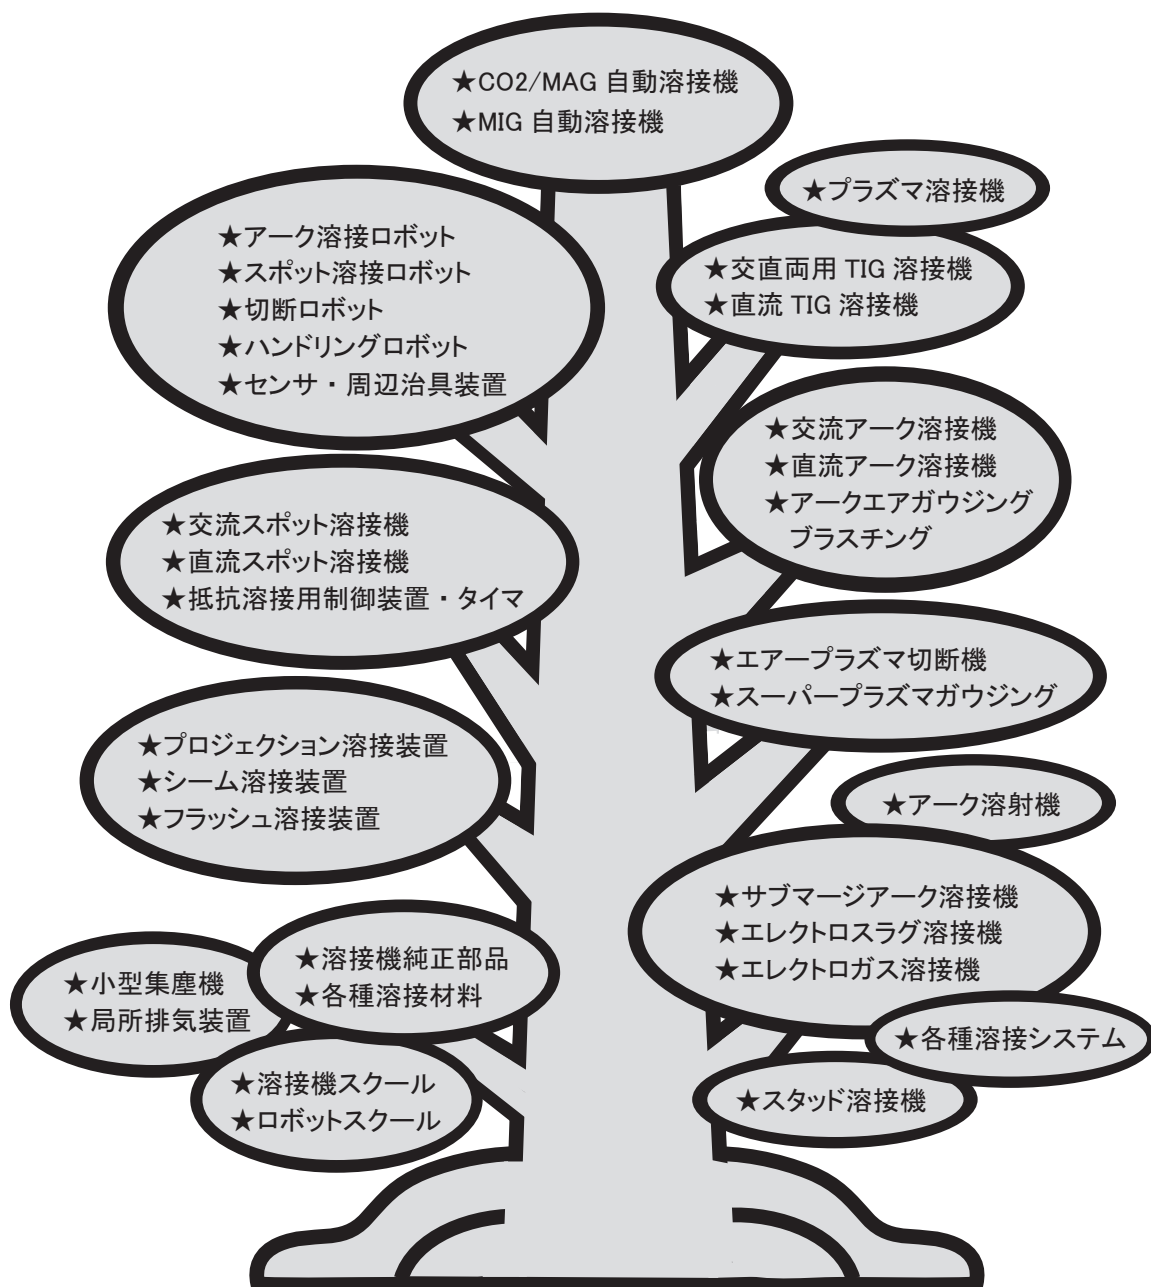 ★CO2/MAG 自動溶接機
★MIG 自動溶接機
★プラズマ溶接機
★交直両用 TIG 溶接機
★直流 TIG 溶接機
★アーク溶接ロボット
★スポット溶接ロボット
★切断ロボット
★ハンドリングロボット
★センサ・周辺治具装置
★交流アーク溶接機
★直流アーク溶接機
★アークエアガウジング
ブラスチング
★交流スポット溶接機
★直流スポット溶接機
★抵抗溶接用制御装置・タイマ
★エアープラズマ切断機
★スーパープラズマガウジング
★プロジェクション溶接装置
★シーム溶接装置
★フラッシュ溶接装置
★アーク溶射機
★サブマージアーク溶接機
★エレクトロスラグ溶接機
★エレクトロガス溶接機
★溶接機純正部品
★各種溶接材料
★小型集塵機
★局所排気装置
★各種溶接システム
★溶接機スクール
★ロボットスクール
★スタッド溶接機